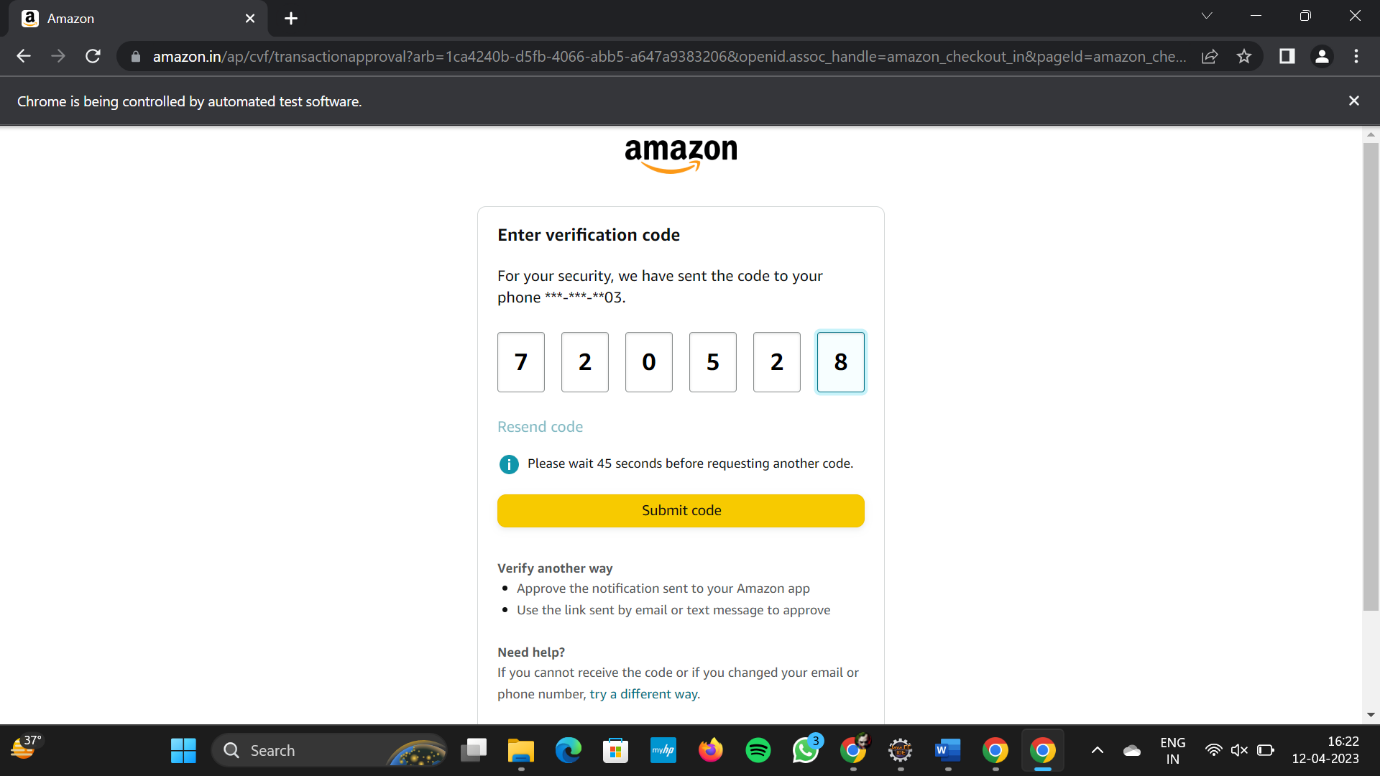 Amazon
amazon.in/ap/cvf/transactionapproval?arb=1ca4240b-d5fb-4066-abb5-a647a9383206&openid.assoc_handle=amazon_checkout_in&pageId=amazon_che...
Chrome is being controlled by automated test software.
amazon
Enter verification code
For your security, we have sent the code to your
phone ***-***-**03.
7 2 0 5 2 8
Resend code
Please wait 45 seconds before requesting another code.
Submit code
Verify another way
• Approve the notification sent to your Amazon app
• Use the link sent by email or text message to approve
Need help?
If you cannot receive the code or if you changed your email or
phone number, try a different way.
37°
Search
myhp
3
ENG
IN
16:22
12-04-2023